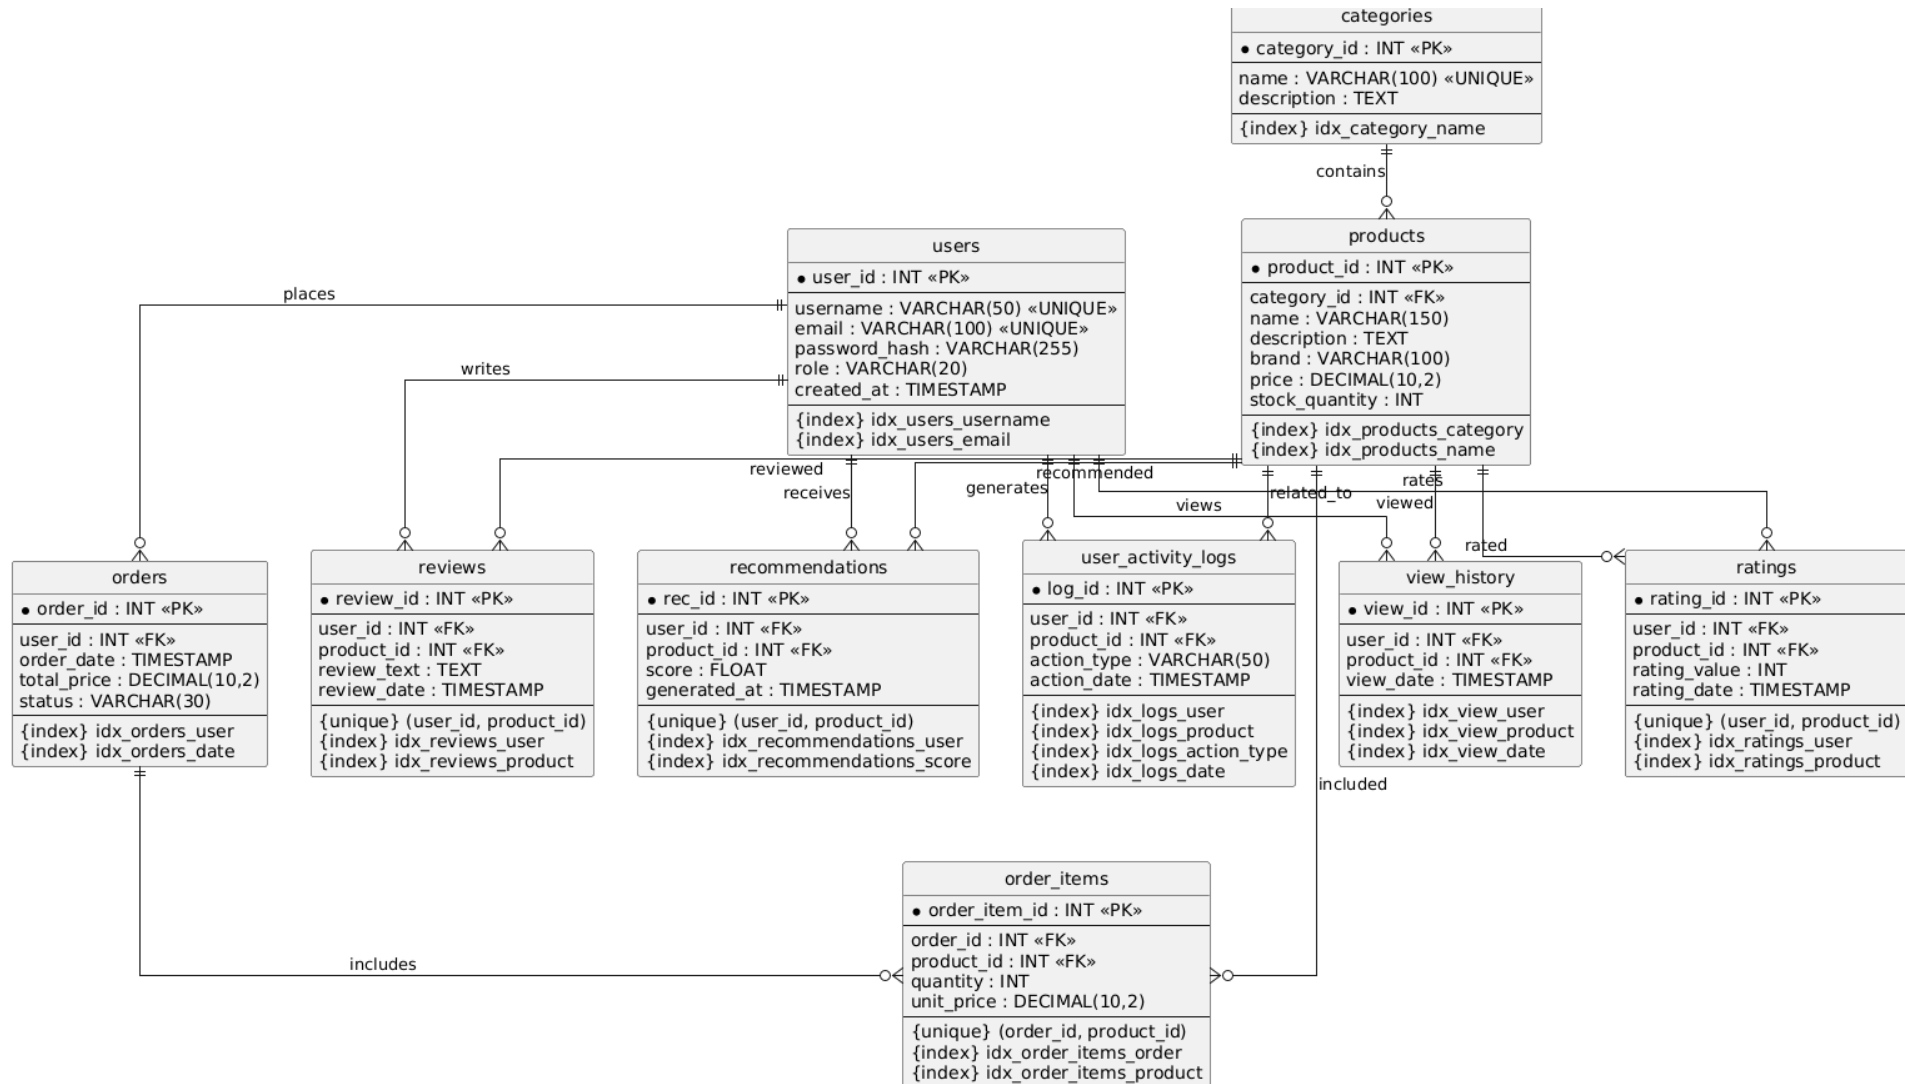 categories
category_id : INT «PK»
name : VARCHAR(100) «UNIQUE»
description : TEXT
{index} idx_category_name
contains
products
product_id : INT «PK»
category_id : INT «FK»
name : VARCHAR(150)
description : TEXT
brand : VARCHAR(100)
price : DECIMAL(10,2)
stock_quantity : INT
{index} idx_products_category
{index} idx_products_name
users
user_id : INT «PK»
username : VARCHAR(50) «UNIQUE»
email : VARCHAR(100) «UNIQUE»
password_hash : VARCHAR(255)
role : VARCHAR(20)
created_at : TIMESTAMP
{index} idx_users_username
{index} idx_users_email
places
writes
reviewed
receives
generates
recommended
views
related_to
viewed
rates
rated
orders
order_id : INT «PK»
user_id : INT «FK»
order_date : TIMESTAMP
total_price : DECIMAL(10,2)
status : VARCHAR(30)
{index} idx_orders_user
{index} idx_orders_date
reviews
review_id : INT «PK»
user_id : INT «FK»
product_id : INT «FK»
review_text : TEXT
review_date : TIMESTAMP
{unique} (user_id, product_id)
{index} idx_reviews_user
{index} idx_reviews_product
recommendations
rec_id : INT «PK»
user_id : INT «FK»
product_id : INT «FK»
score : FLOAT
generated_at : TIMESTAMP
{unique} (user_id, product_id)
{index} idx_recommendations_user
{index} idx_recommendations_score
user_activity_logs
log_id : INT «PK»
user_id : INT «FK»
product_id : INT «FK»
action_type : VARCHAR(50)
action_date : TIMESTAMP
{index} idx_logs_user
{index} idx_logs_product
{index} idx_logs_action_type
{index} idx_logs_date
view_history
view_id : INT «PK»
user_id : INT «FK»
product_id : INT «FK»
view_date : TIMESTAMP
{index} idx_view_user
{index} idx_view_product
{index} idx_view_date
ratings
rating_id : INT «PK»
user_id : INT «FK»
product_id : INT «FK»
rating_value : INT
rating_date : TIMESTAMP
{unique} (user_id, product_id)
{index} idx_ratings_user
{index} idx_ratings_product
included
includes
order_items
order_item_id : INT «PK»
order_id : INT «FK»
product_id : INT «FK»
quantity : INT
unit_price : DECIMAL(10,2)
{unique} (order_id, product_id)
{index} idx_order_items_order
{index} idx_order_items_product